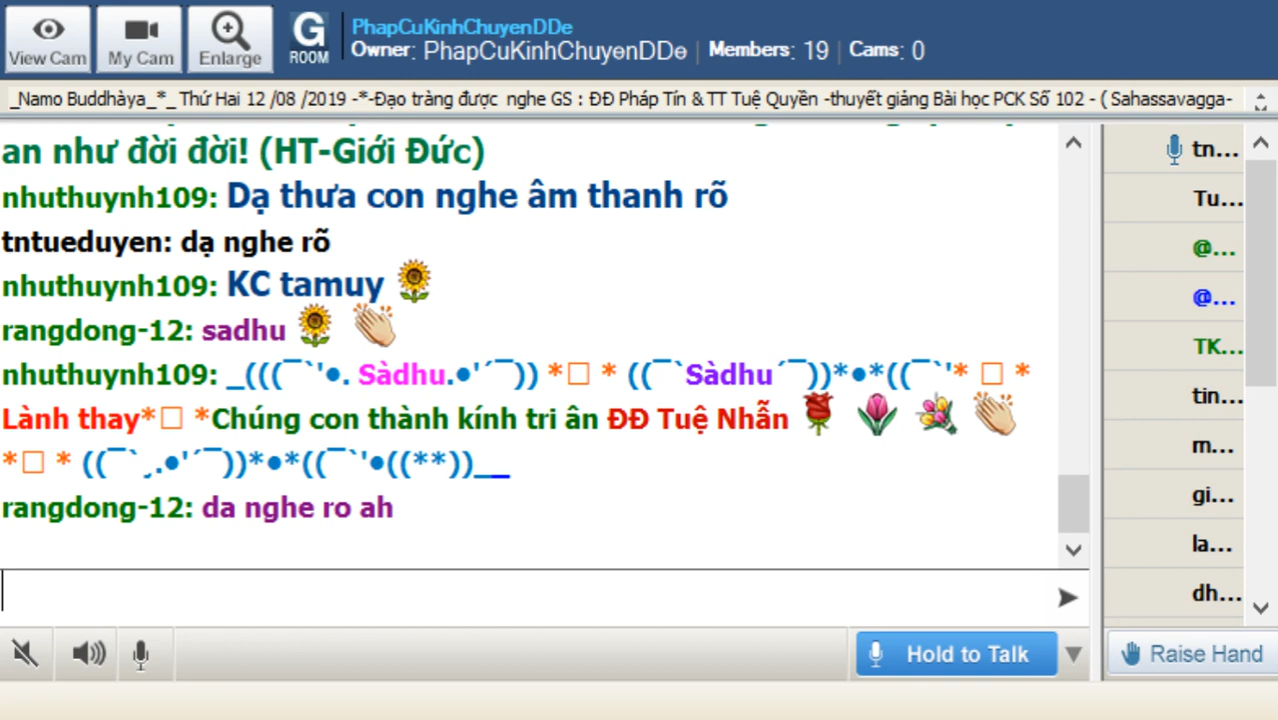 View Cam
My Cam
Enlarge
G
ROOM
PhapCuKinhChuyenDDe
Owner: PhapCuKinhChuyenDDe | Members: 19 | Cams: 0
_Namo Buddhàya_*_ Thứ Hai 12 /08 /2019 -*-Đạo tràng được nghe GS : ĐĐ Pháp Tín & TT Tuệ Quyền -thuyết giảng Bài học PCK Số 102 - ( Sahassavagga-
an như đời đời! (HT-Giới Đức)
nhuthuynh109: Dạ thưa con nghe âm thanh rõ
tntueduyen: dạ nghe rõ
nhuthuynh109: KC tamuy 🌻
rangdong-12: sadhu 🌻 👏
nhuthuynh109: _(((¯`'•. Sàdhu.•'´¯)) *□ * ((¯`Sàdhu´¯))*•*((¯`'* □ *
Lành thay*□ *Chúng con thành kính tri ân ĐĐ Tuệ Nhẫn 🌹 🌷 💐 👏
*□ * ((¯`¸.•'´¯))*•*((¯`'•((**))__
rangdong-12: da nghe ro ah
tn...
Tu...
@...
@...
TK...
tin...
m...
gi...
la...
dh...
Hold to Talk
Raise Hand